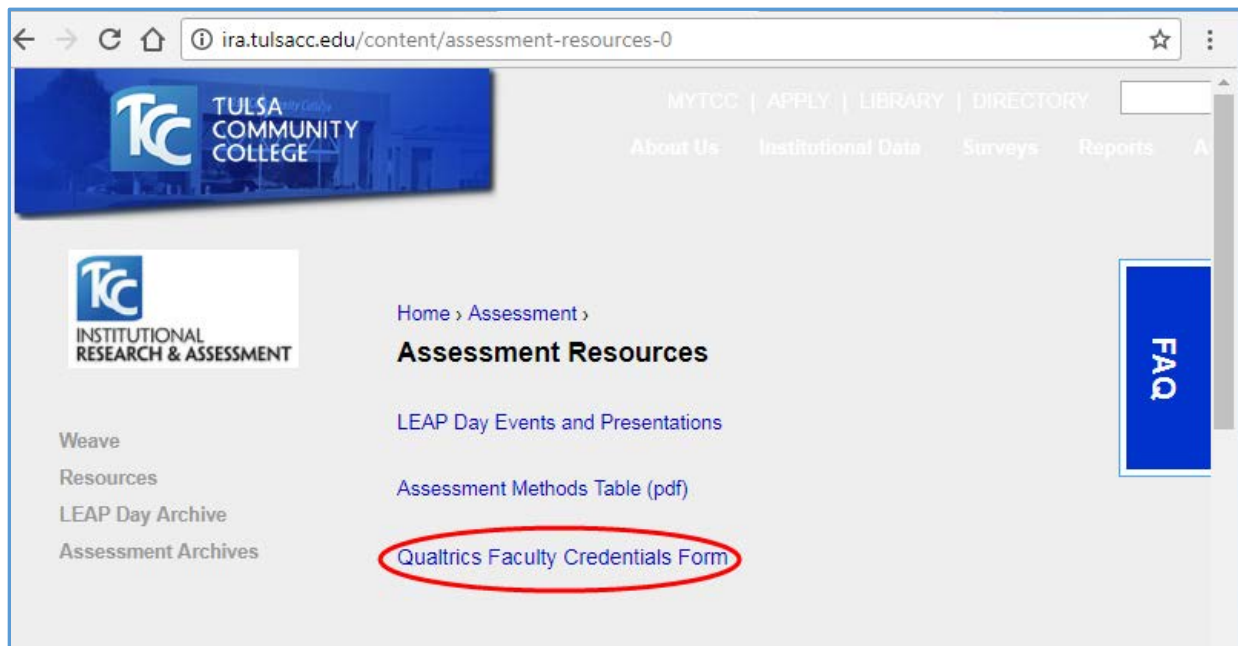 ira.tulsacc.edu/content/assessment-resources-0
TCC
TULSA
COMMUNITY
COLLEGE
MYTCC | APPLY | LIBRARY | DIRECTORY
About Us Institutional Data Surveys Reports A
TCC
INSTITUTIONAL
RESEARCH & ASSESSMENT
Weave
Resources
LEAP Day Archive
Assessment Archives
Home › Assessment ›
Assessment Resources
LEAP Day Events and Presentations
Assessment Methods Table (pdf)
Qualtrics Faculty Credentials Form
FAQ